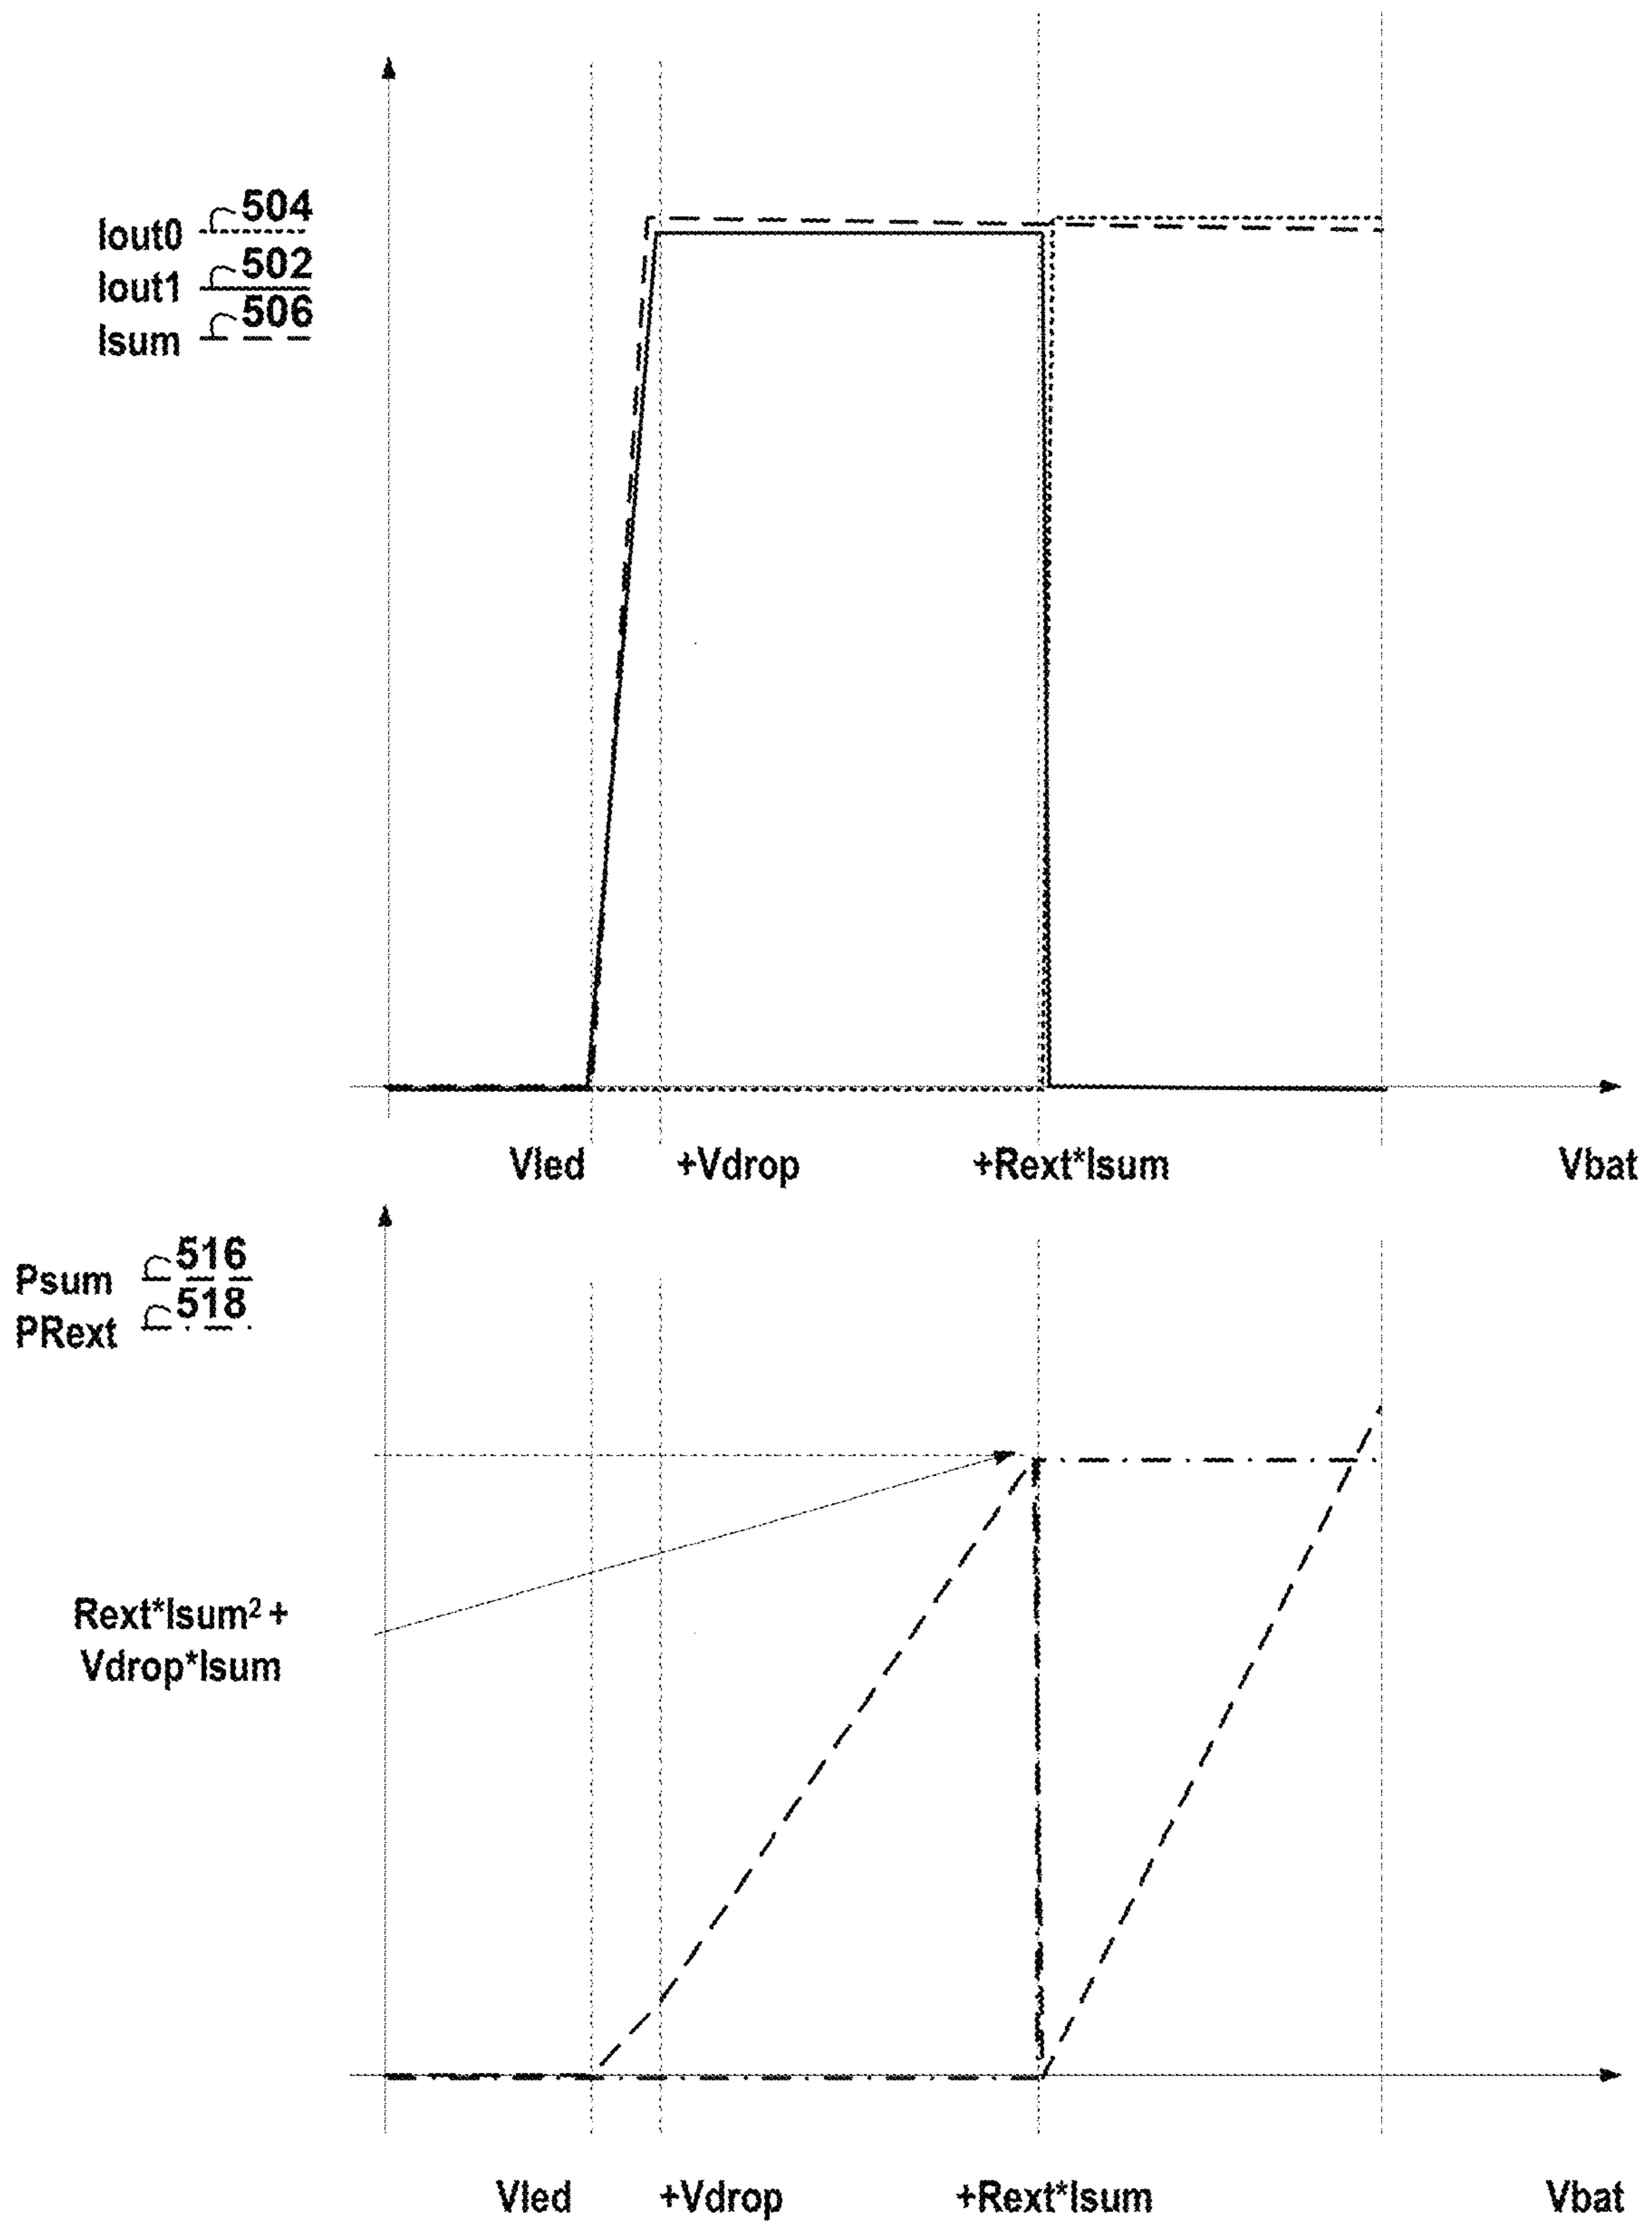 Iout0 504
Iout1 502
Isum 506
Vled +Vdrop +Rext*Isum Vbat
Psum 516
PRext 518
Rext*Isum² +
Vdrop*Isum
Vled +Vdrop +Rext*Isum Vbat